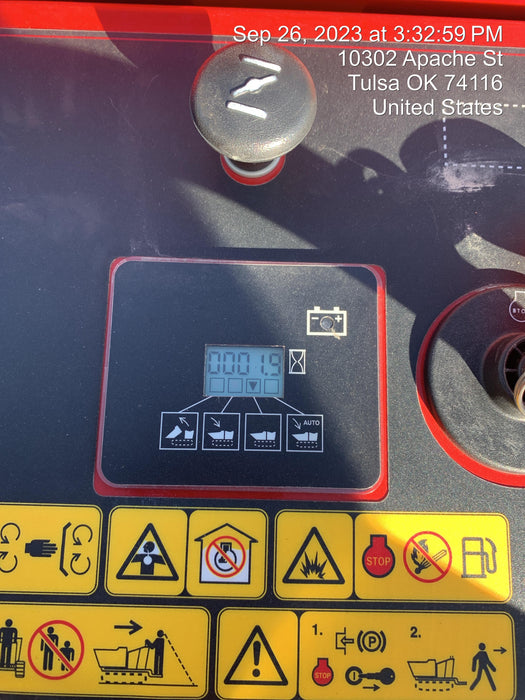 Sep 26, 2023 at 3:32:59 PM
10302 Apache St
Tulsa OK 74116
United States
STOP
- +
0001.9
AUTO
STOP
1.
(P)
2.
STOP